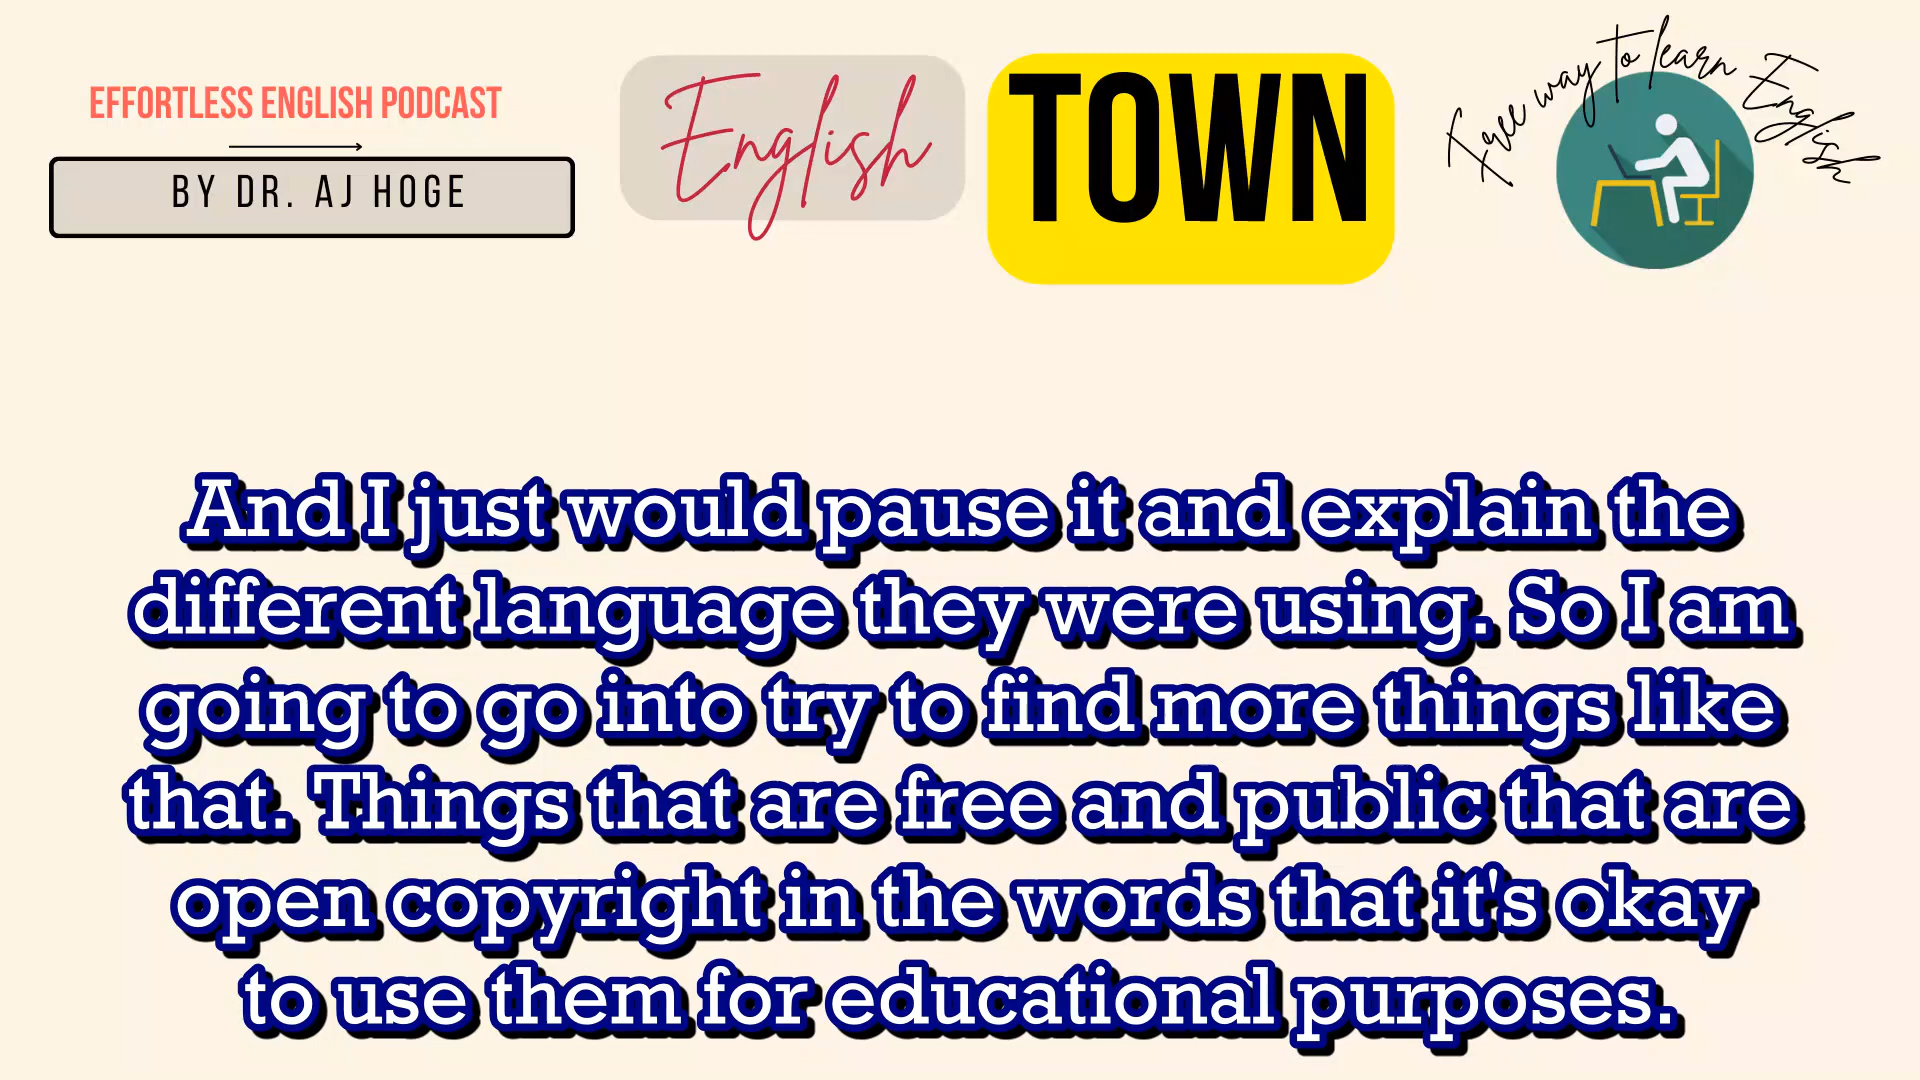 EFFORTLESS ENGLISH PODCAST
BY DR. AJ HOGE
English
TOWN
Free way to learn English
And I just would pause it and explain the
different language they were using. So I am
going to go into try to find more things like
that. Things that are free and public that are
open copyright in the words that it's okay
to use them for educational purposes.